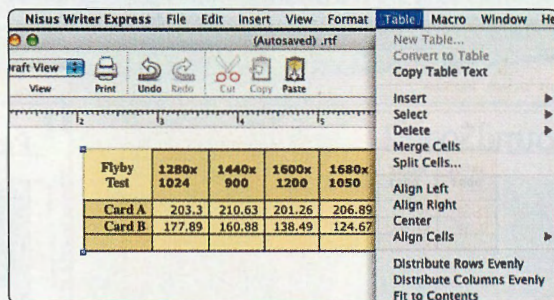 Nisus Writer Express File Edit Insert View Format Table Macro Window
(Autosaved) .rtf
raft View
View Print Undo Redo Cut Copy Paste
Flyby Test 1280x 1024 1440x 900 1600x 1200 1680x 1050
Card A 203.3 210.63 201.26 206.89
Card B 177.89 160.88 138.49 124.67
New Table...
Convert to Table
Copy Table Text
Insert
Select
Delete
Merge Cells
Split Cells...
Align Left
Align Right
Center
Align Cells
Distribute Rows Evenly
Distribute Columns Evenly
Fit to Contents